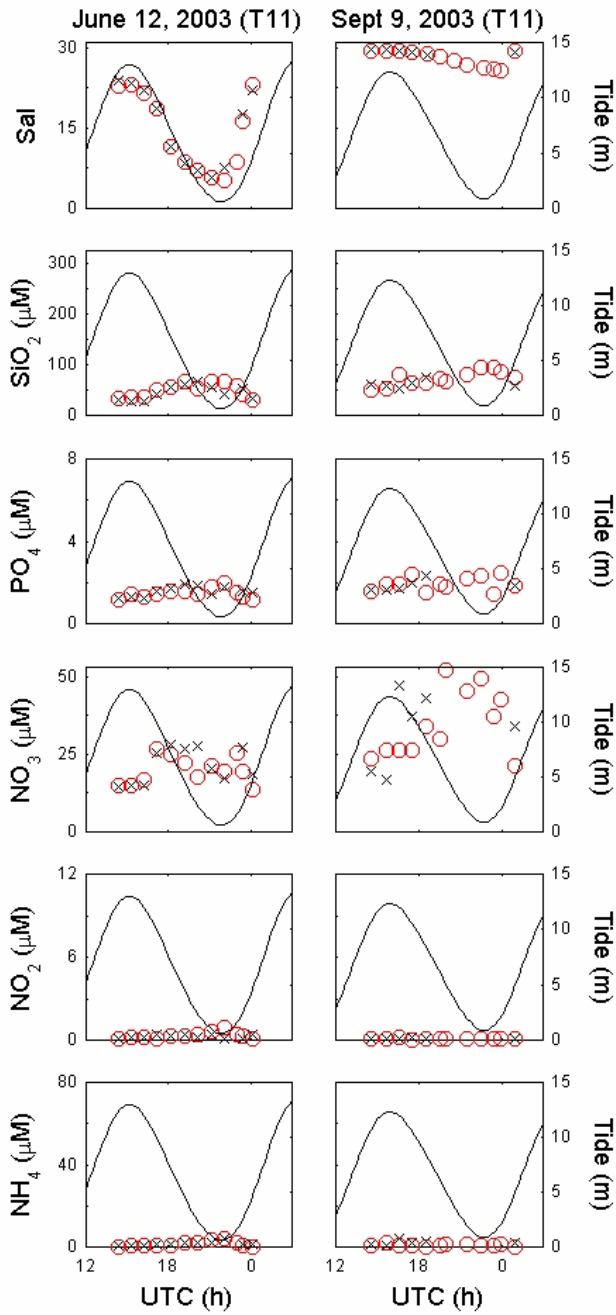 June 12, 2003 (T11) Sept 9, 2003 (T11)
30 15
Sal 10 Tide (m)
15
5
0 0
300 15
SiO2 (µM) 200 10 Tide (m)
100 5
0 0
8 15
PO4 (µM) 4 10 Tide (m)
5
0 0
50 15
NO3 (µM) 25 10 Tide (m)
5
0 0
12 15
NO2 (µM) 6 10 Tide (m)
5
0 0
80 15
NH4 (µM) 40 10 Tide (m)
5
0 0
12 18 0 12 18 0
UTC (h) UTC (h)